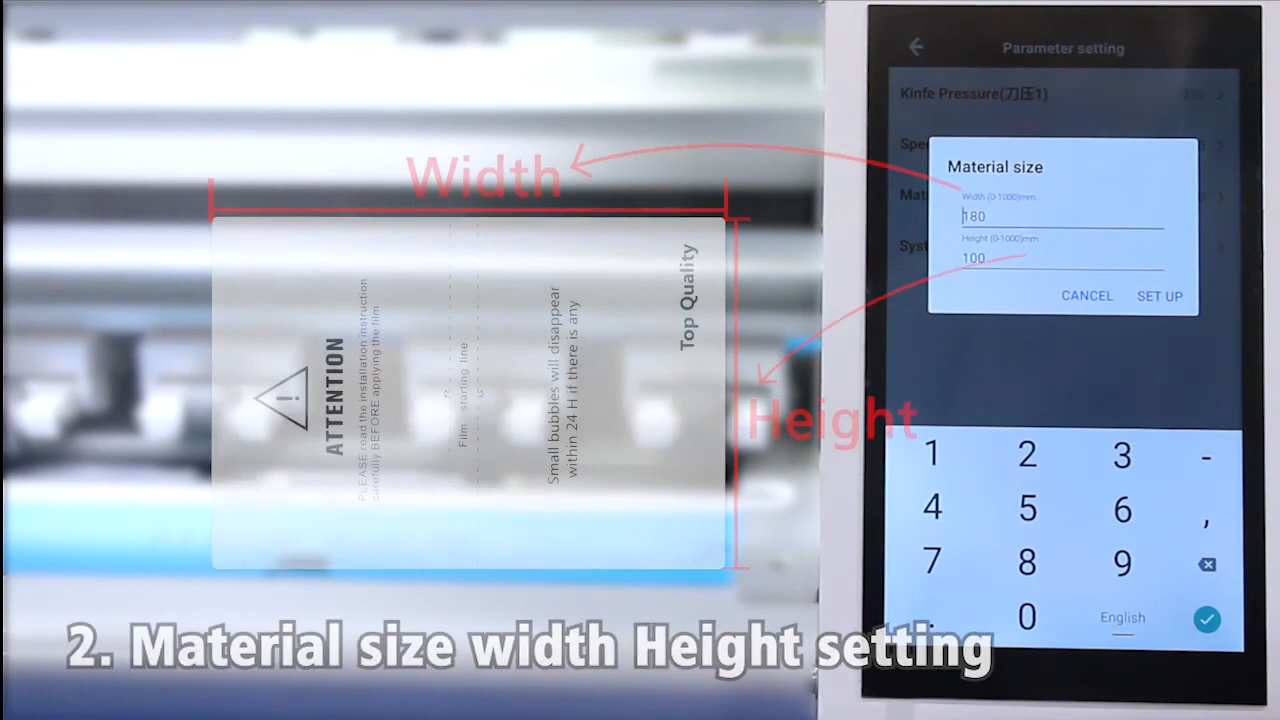 Parameter setting
Kinfe Pressure(刀压1)
Material size
Width (0-1000)mm
180
Height (0-1000)mm
100
CANCEL SET UP
1 2 3 -
4 5 6 ,
7 8 9
. 0 English
Width
Height
ATTENTION
PLEASE read the installation instruction
carefully BEFORE applying the film
Film starting line
Small bubbles will disappear
within 24 H if there is any
Top Quality
2. Material size width Height setting